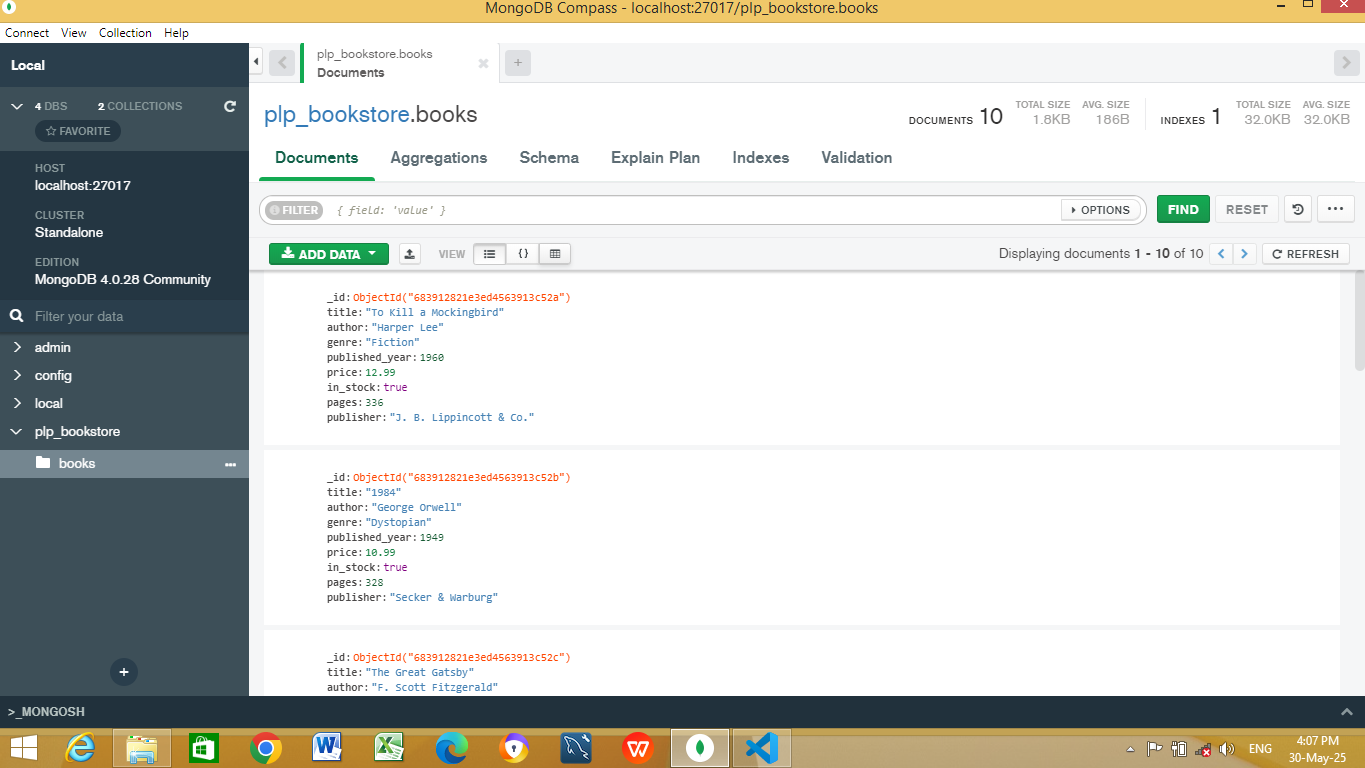 MongoDB Compass - localhost:27017/plp_bookstore.books
Connect View Collection Help
Local
4 DBS 2 COLLECTIONS
FAVORITE
HOST
localhost:27017
CLUSTER
Standalone
EDITION
MongoDB 4.0.28 Community
Filter your data
admin
config
local
plp_bookstore
books
plp_bookstore.books
Documents
plp_bookstore.books
DOCUMENTS 10
TOTAL SIZE
1.8KB
AVG. SIZE
186B
INDEXES 1
TOTAL SIZE
32.0KB
AVG. SIZE
32.0KB
Documents Aggregations Schema Explain Plan Indexes Validation
FILTER { field: 'value' } OPTIONS FIND RESET
ADD DATA VIEW {} Displaying documents 1 - 10 of 10 REFRESH
_id: ObjectId("683912821e3ed4563913c52a")
title: "To Kill a Mockingbird"
author: "Harper Lee"
genre: "Fiction"
published_year: 1960
price: 12.99
in_stock: true
pages: 336
publisher: "J. B. Lippincott & Co."
_id: ObjectId("683912821e3ed4563913c52b")
title: "1984"
author: "George Orwell"
genre: "Dystopian"
published_year: 1949
price: 10.99
in_stock: true
pages: 328
publisher: "Secker & Warburg"
_id: ObjectId("683912821e3ed4563913c52c")
title: "The Great Gatsby"
author: "F. Scott Fitzgerald"
>_MONGOSH
ENG
4:07 PM
30-May-25